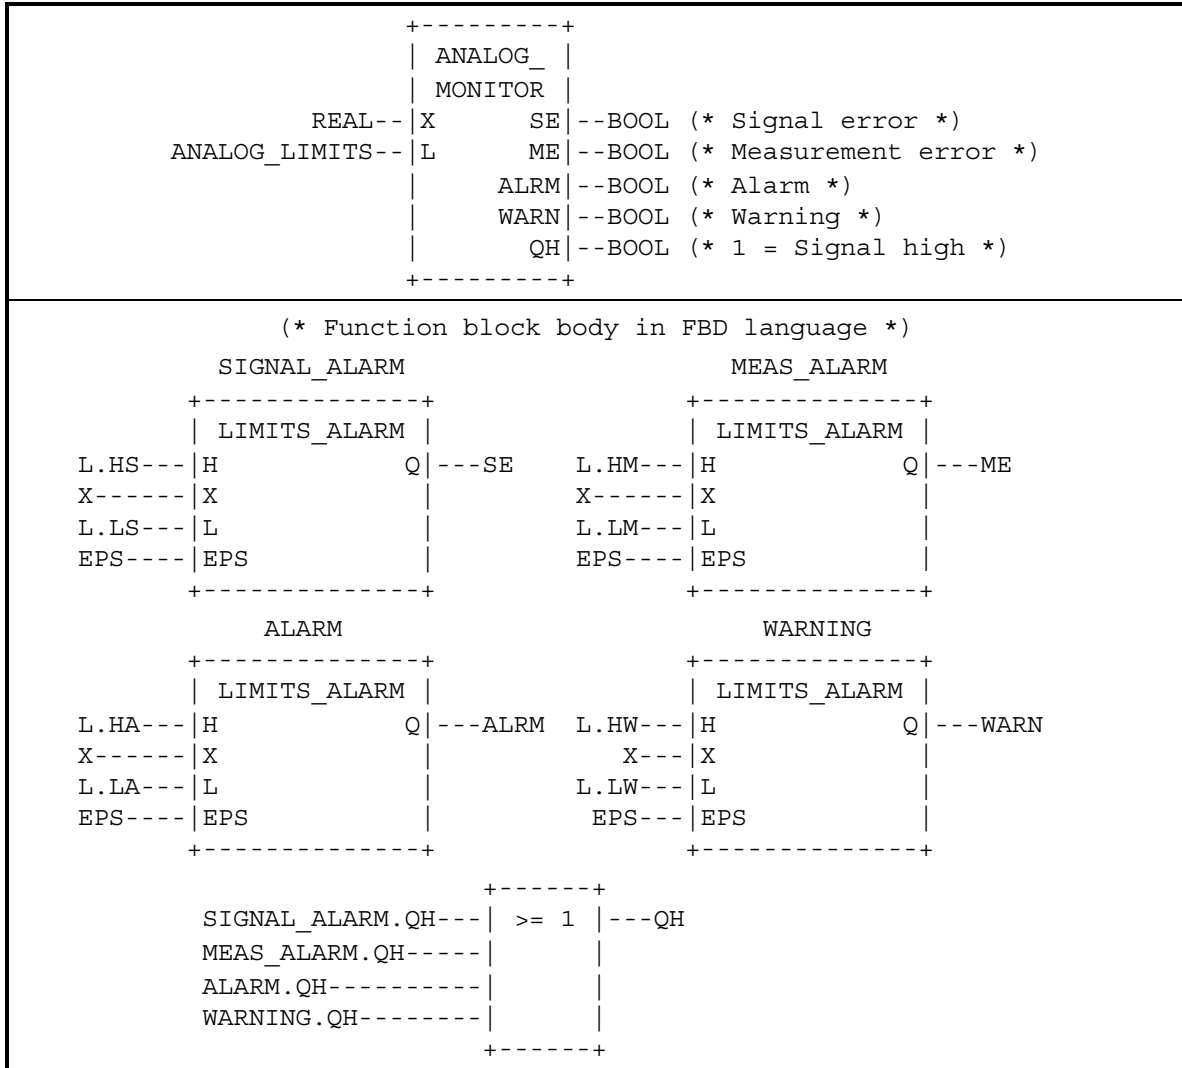 +---------+
| ANALOG_ |
| MONITOR |
REAL--|X      SE|--BOOL (* Signal error *)
ANALOG_LIMITS--|L      ME|--BOOL (* Measurement error *)
|     ALRM|--BOOL (* Alarm *)
|     WARN|--BOOL (* Warning *)
|       QH|--BOOL (* 1 = Signal high *)
+---------+
(* Function block body in FBD language *)
SIGNAL_ALARM                     MEAS_ALARM
+--------------+                +--------------+
| LIMITS_ALARM |                | LIMITS_ALARM |
L.HS---|H            Q|---SE    L.HM---|H            Q|---ME
X------|X             |         X------|X             |
L.LS---|L             |         L.LM---|L             |
EPS----|EPS           |         EPS----|EPS           |
+--------------+                +--------------+
ALARM                           WARNING
+--------------+                +--------------+
| LIMITS_ALARM |                | LIMITS_ALARM |
L.HA---|H            Q|---ALRM  L.HW---|H            Q|---WARN
X------|X             |            X---|X             |
L.LA---|L             |         L.LW---|L             |
EPS----|EPS           |          EPS---|EPS           |
+--------------+                +--------------+
+------+
SIGNAL_ALARM.QH---| >= 1 |---QH
MEAS_ALARM.QH-----|      |
ALARM.QH----------|      |
WARNING.QH--------|      |
+------+